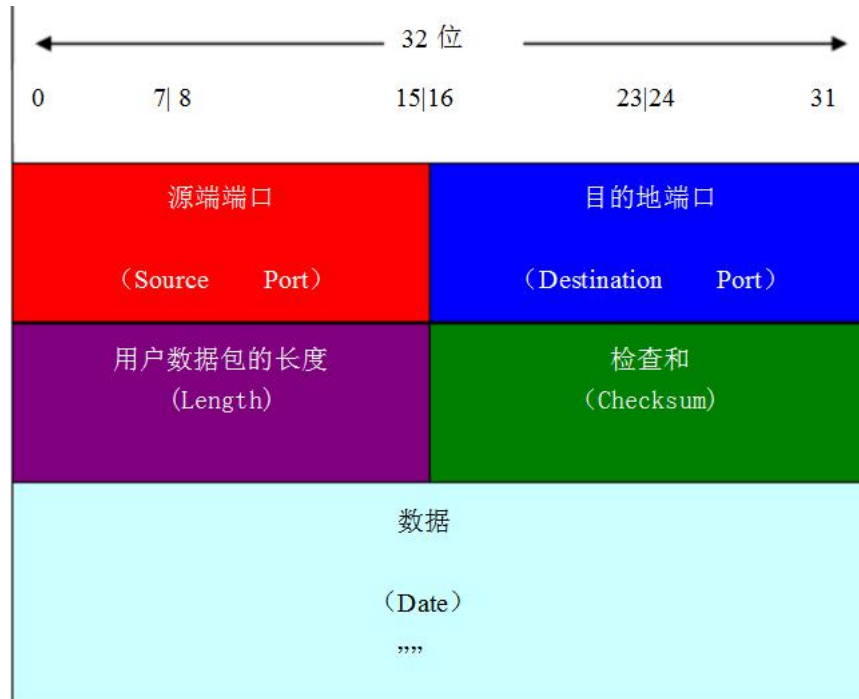 32 位
0 7| 8 15|16 23|24 31
源端端口
目的地端口
（Source Port）
（Destination Port）
用户数据包的长度
(Length)
检查和
（Checksum)
数据
（Date）
””